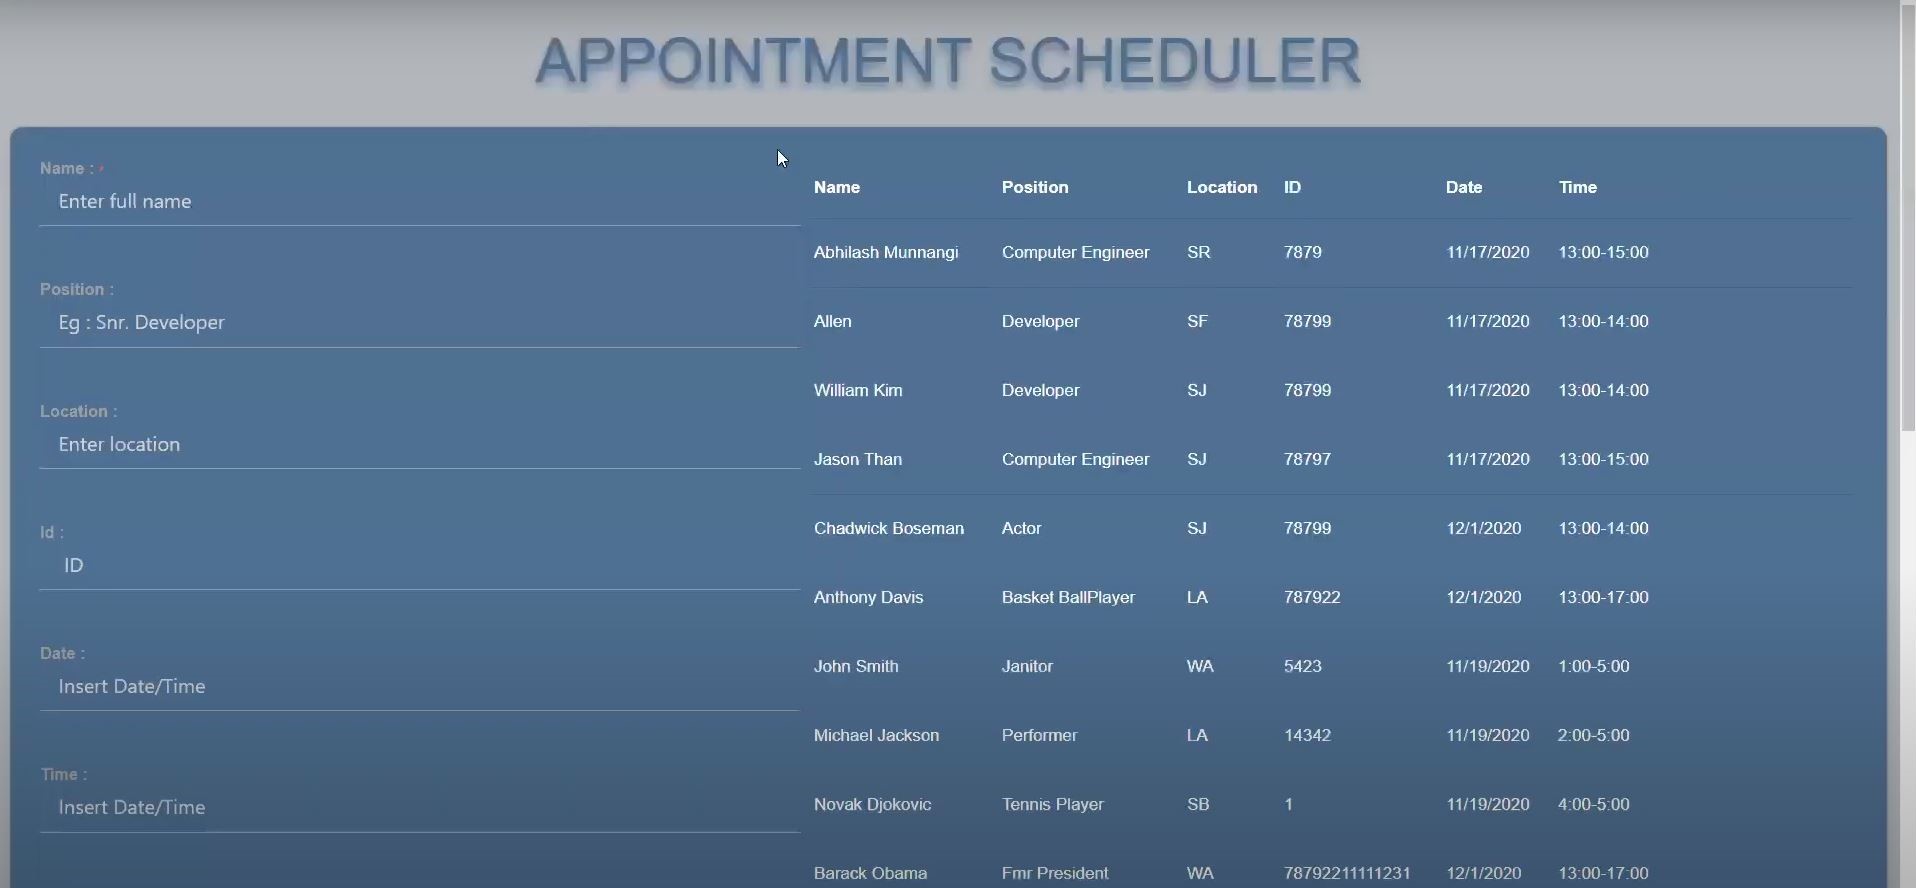 APPOINTMENT SCHEDULER
Name : *
Enter full name
Position :
Eg : Snr. Developer
Location :
Enter location
Id :
ID
Date :
Insert Date/Time
Time :
Insert Date/Time
Name Position Location ID Date Time
Abhilash Munnangi Computer Engineer SR 7879 11/17/2020 13:00-15:00
Allen Developer SF 78799 11/17/2020 13:00-14:00
William Kim Developer SJ 78799 11/17/2020 13:00-14:00
Jason Than Computer Engineer SJ 78797 11/17/2020 13:00-15:00
Chadwick Boseman Actor SJ 78799 12/1/2020 13:00-14:00
Anthony Davis Basket BallPlayer LA 787922 12/1/2020 13:00-17:00
John Smith Janitor WA 5423 11/19/2020 1:00-5:00
Michael Jackson Performer LA 14342 11/19/2020 2:00-5:00
Novak Djokovic Tennis Player SB 1 11/19/2020 4:00-5:00
Barack Obama Fmr President WA 78792211111231 12/1/2020 13:00-17:00